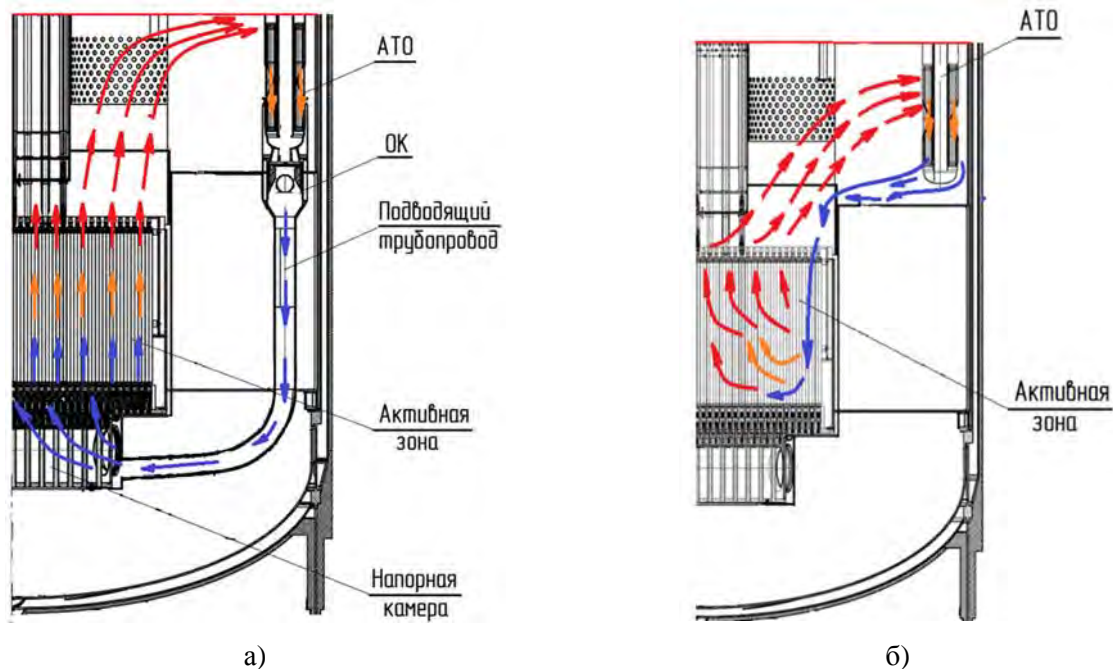 АТО
ОК
Подводящий
трубопровод
Активная
зона
Напорная
камера
а)
АТО
Активная
зона
б)